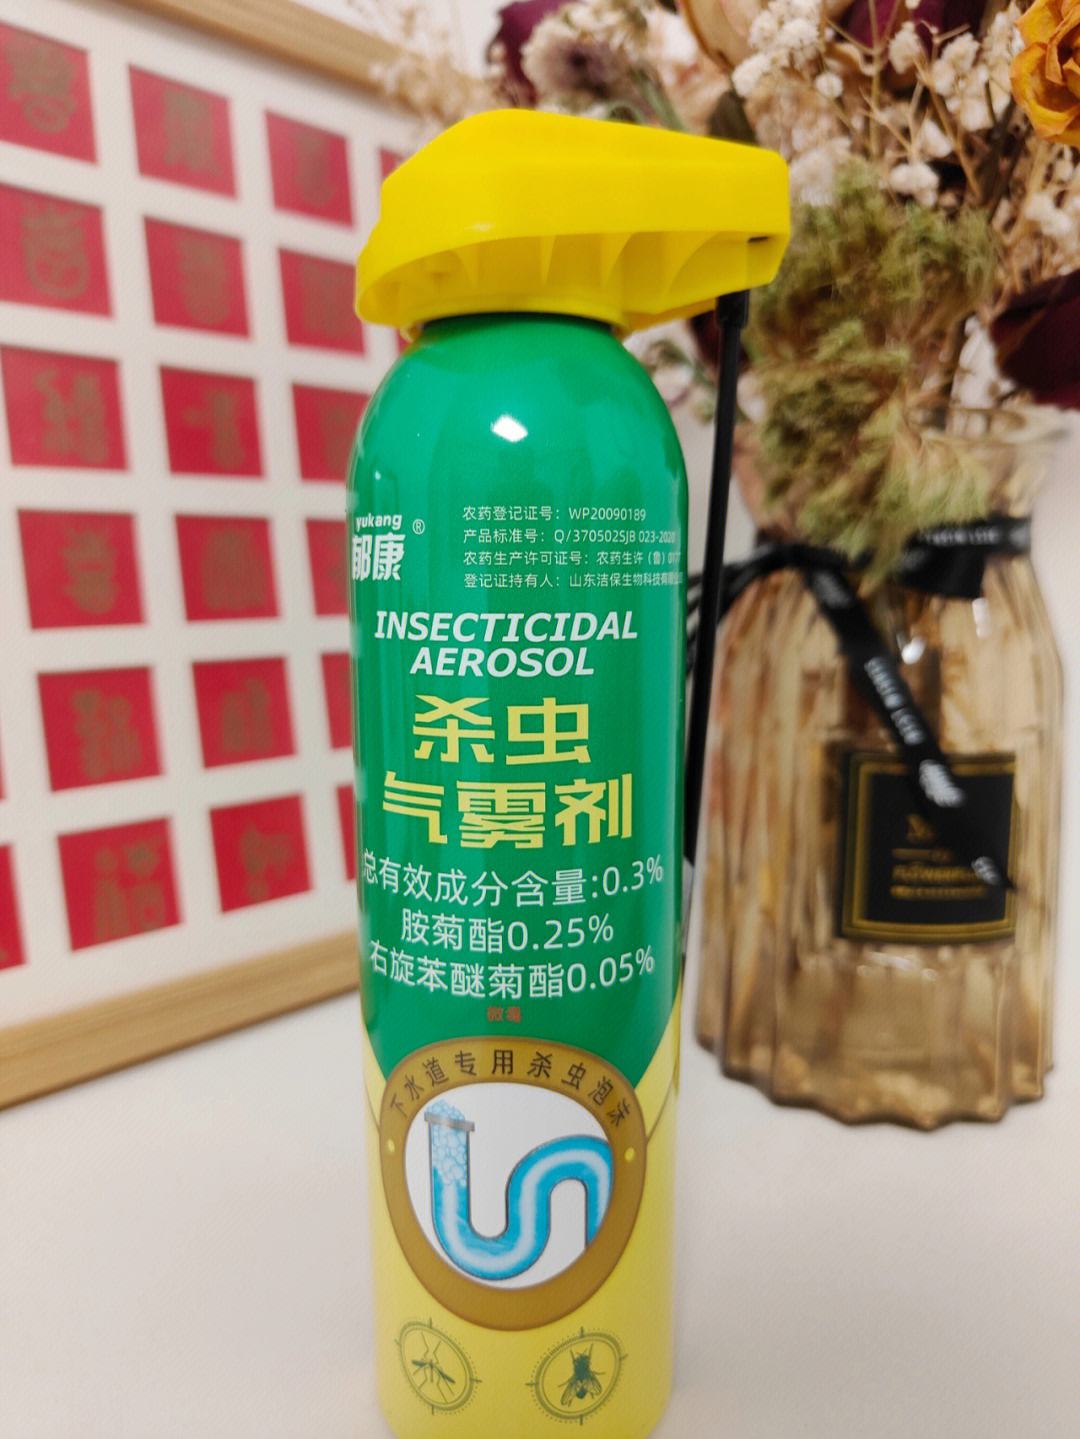 yukang ®
郁康
农药登记证号：WP20090189
产品标准号：Q/370502SJB 023-2020
农药生产许可证号：农药生许（鲁）
登记证持有人：山东洁保生物科技有限
INSECTICIDAL
AEROSOL
杀虫
气雾剂
总有效成分含量:0.3%
胺菊酯0.25%
右旋苯醚菊酯0.05%
微毒
下水道专用杀虫泡沫